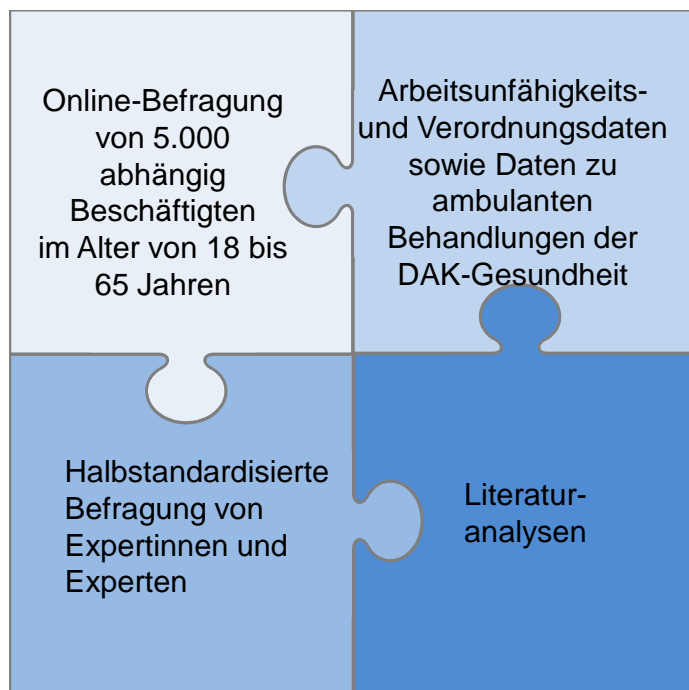 Online-Befragung
von 5.000
abhängig
Beschäftigten
im Alter von 18 bis
65 Jahren
Arbeitsunfähigkeits-
und Verordnungsdaten
sowie Daten zu
ambulanten
Behandlungen der
DAK-Gesundheit
Halbstandardisierte
Befragung von
Expertinnen und
Experten
Literatur-
analysen